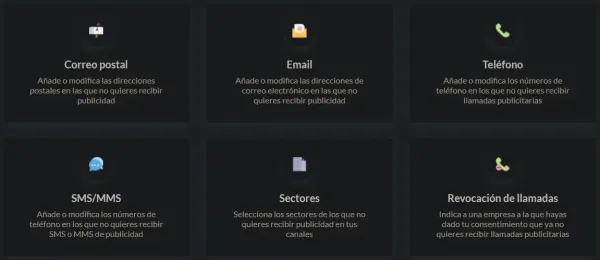 Correo postal
Añade o modifica las direcciones
postales en las que no quieres recibir
publicidad
Email
Añade o modifica las direcciones de
correo electrónico en las que no
quieres recibir publicidad
Teléfono
Añade o modifica los números de
teléfono en los que no quieres recibir
llamadas publicitarias
SMS/MMS
Añade o modifica los números de
teléfono en los que no quieres recibir
SMS o MMS de publicidad
Sectores
Selecciona los sectores de los que no
quieres recibir publicidad en tus
canales
Revocación de llamadas
Indica a una empresa a la que hayas
dado tu consentimiento que ya no
quieres recibir llamadas publicitarias